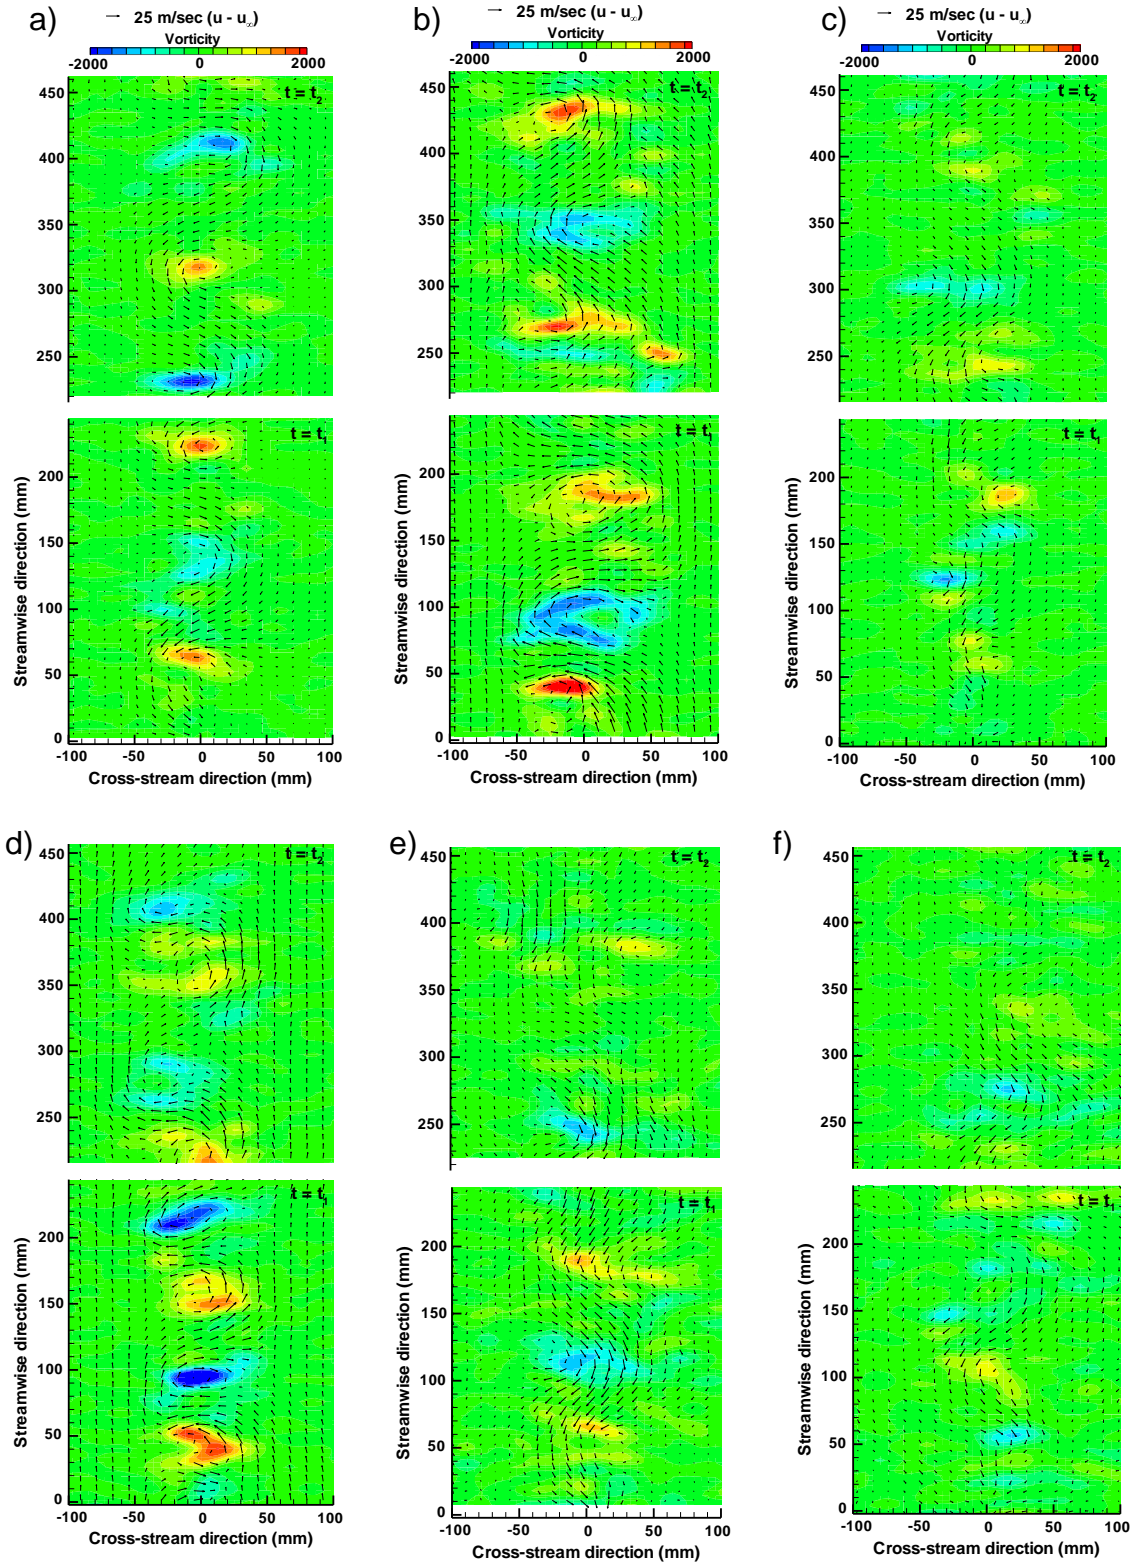 a)
25 m/sec (u - u∞)
Vorticity
-2000 0 2000
t = t2
450
400
350
300
250
t = t1
200
150
100
50
0
-100 -50 0 50 100
Streamwise direction (mm)
Cross-stream direction (mm)
b)
25 m/sec (u - u∞)
Vorticity
-2000 0 2000
t = t2
450
400
350
300
250
t = t1
200
150
100
50
0
-100 -50 0 50 100
Streamwise direction (mm)
Cross-stream direction (mm)
c)
25 m/sec (u - u∞)
Vorticity
-2000 0 2000
t = t2
450
400
350
300
250
t = t1
200
150
100
50
0
-100 -50 0 50 100
Streamwise direction (mm)
Cross-stream direction (mm)
d)
t = t2
450
400
350
300
250
t = t1
200
150
100
50
0
-100 -50 0 50 100
Streamwise direction (mm)
Cross-stream direction (mm)
e)
t = t2
450
400
350
300
250
t = t1
200
150
100
50
0
-100 -50 0 50 100
Streamwise direction (mm)
Cross-stream direction (mm)
f)
t = t2
450
400
350
300
250
t = t1
200
150
100
50
0
-100 -50 0 50 100
Streamwise direction (mm)
Cross-stream direction (mm)